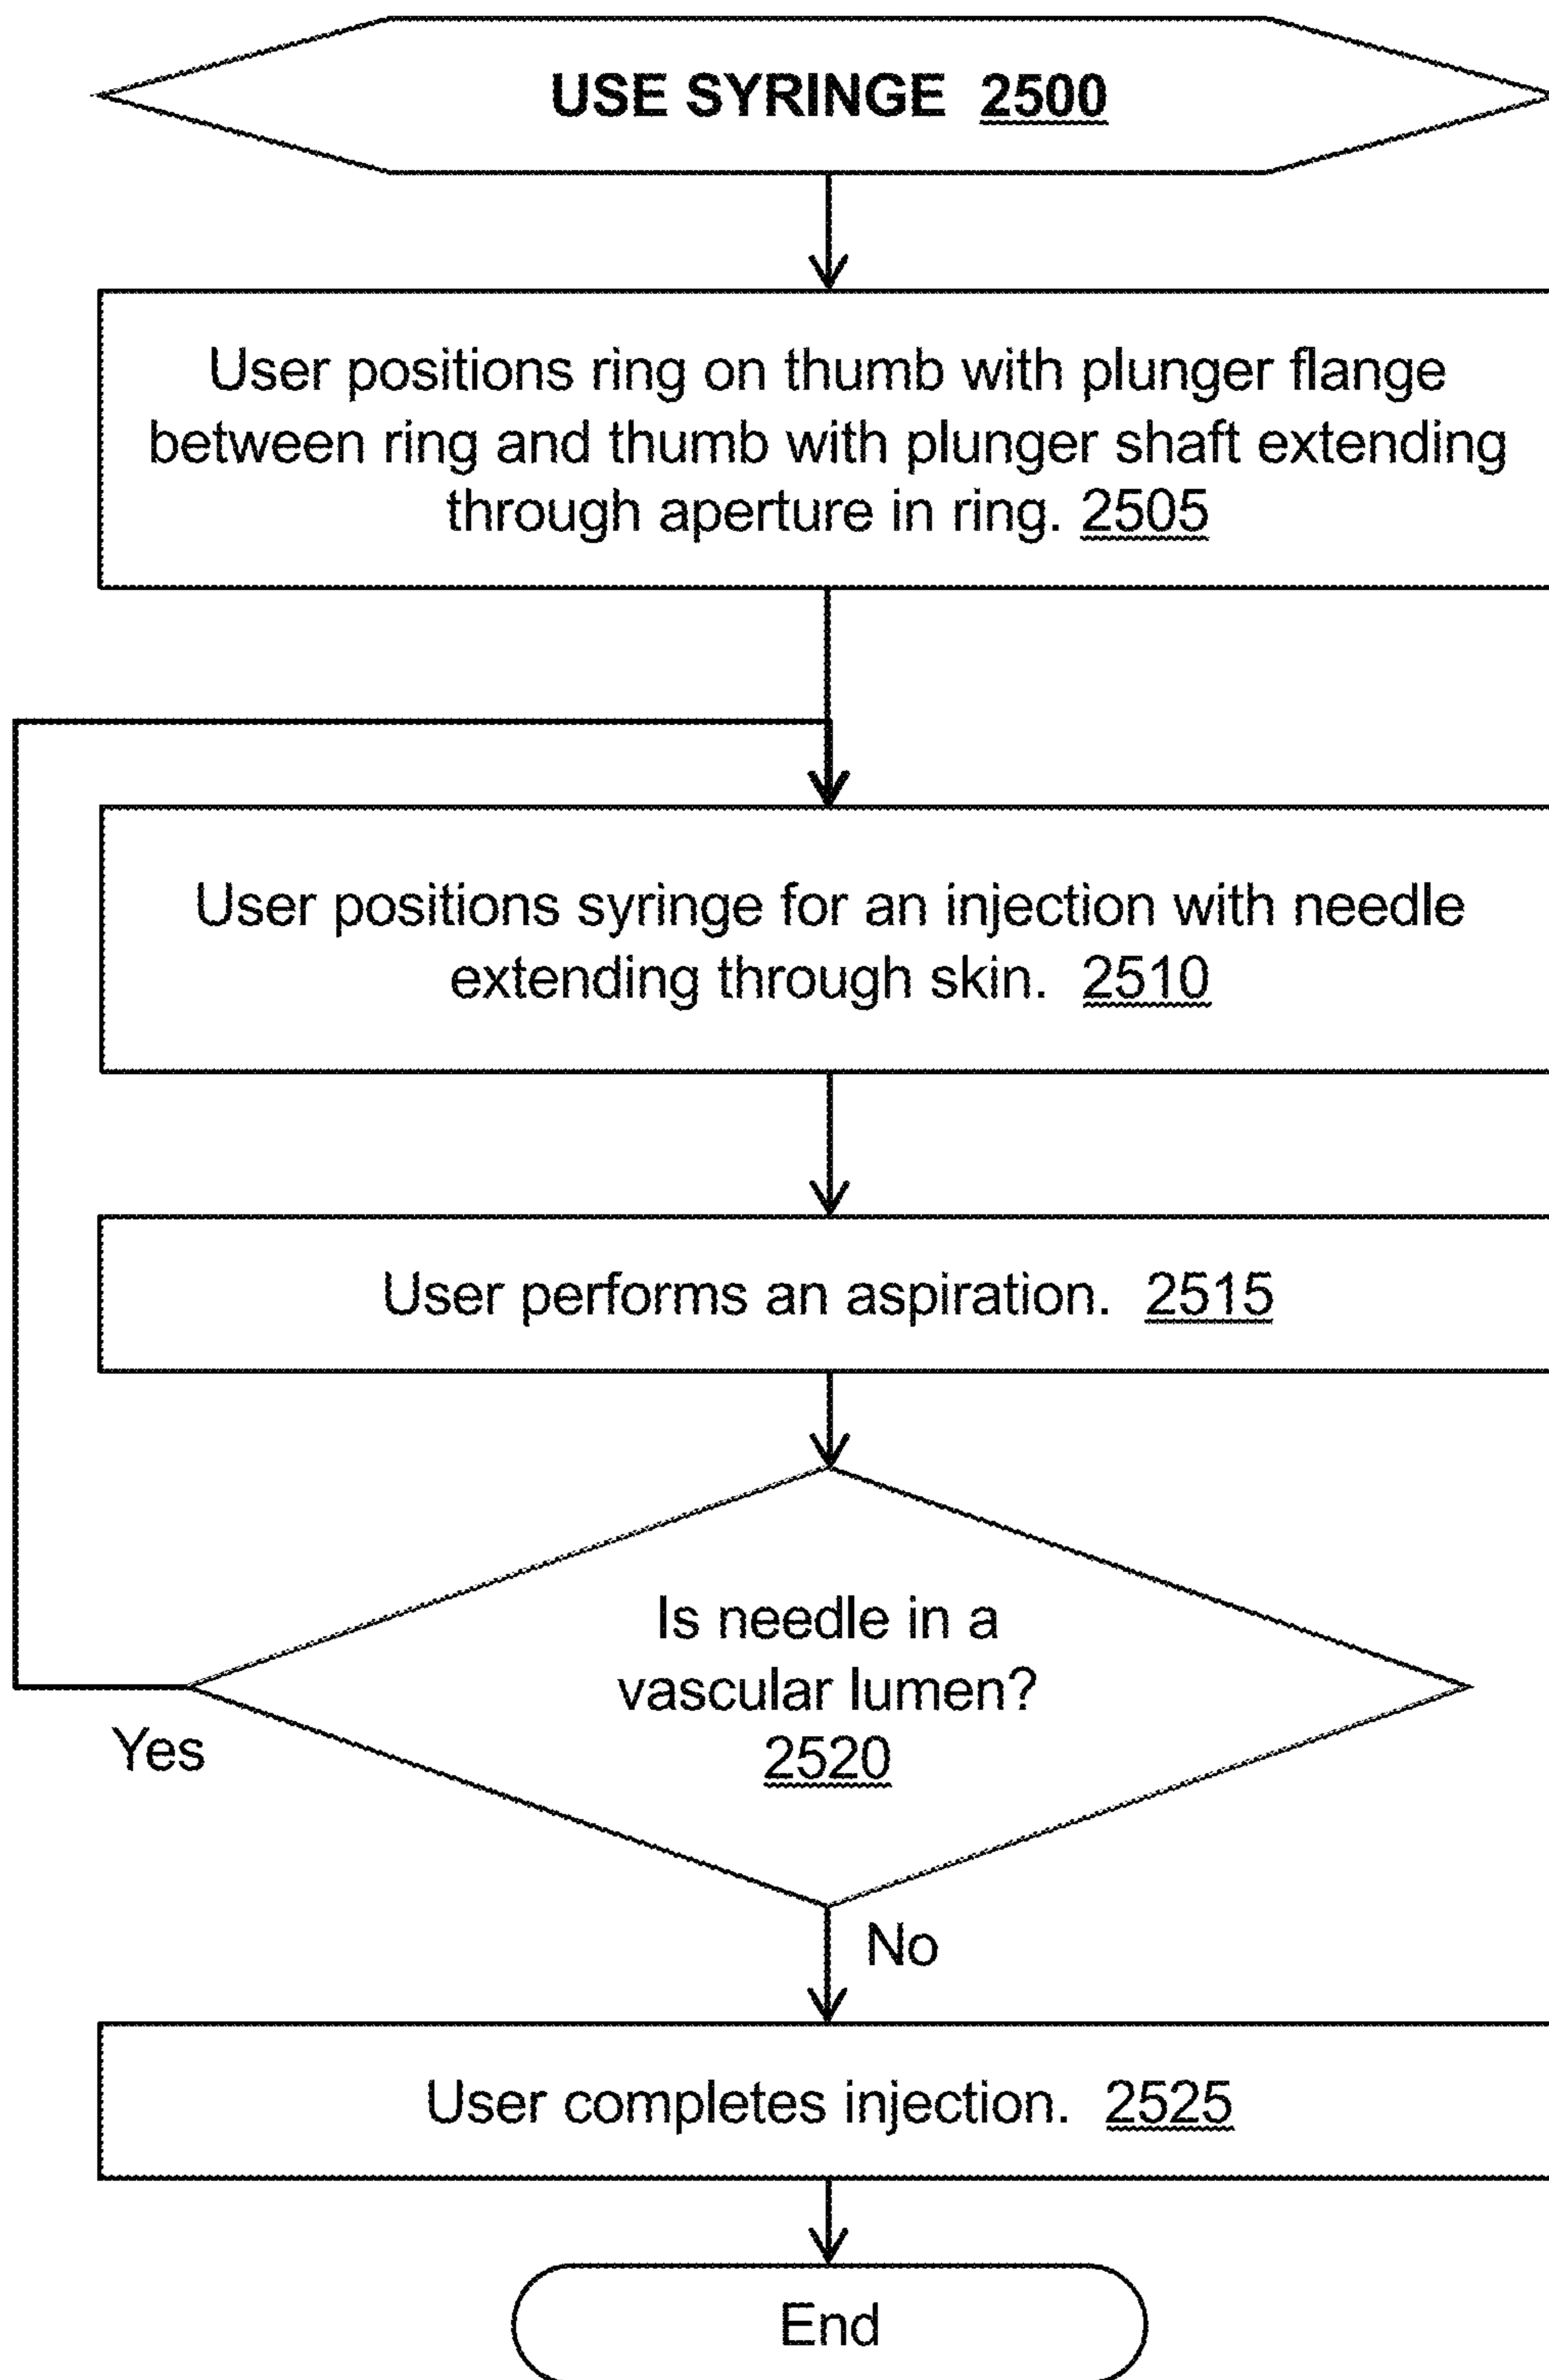 USE SYRINGE 2500
User positions ring on thumb with plunger flange
between ring and thumb with plunger shaft extending
through aperture in ring. 2505
User positions syringe for an injection with needle
extending through skin. 2510
User performs an aspiration. 2515
Is needle in a
vascular lumen?
2520
Yes
No
User completes injection. 2525
End